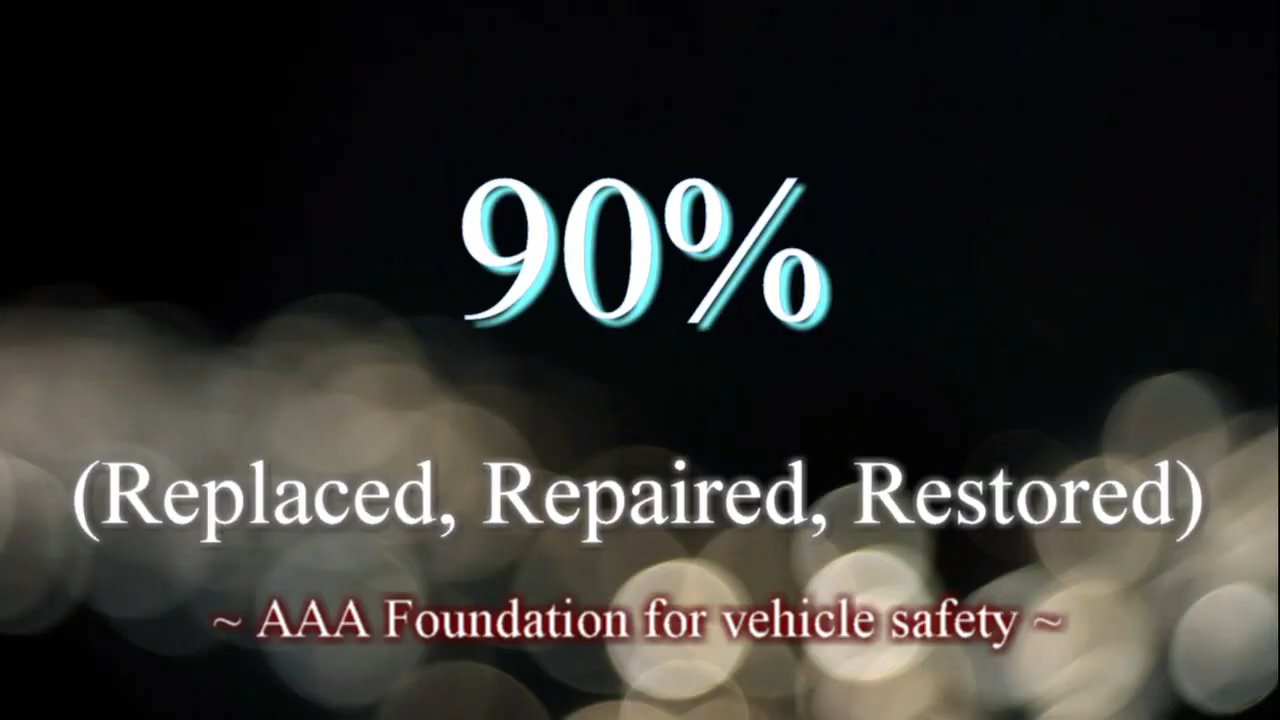 90%
(Replaced, Repaired, Restored)
~ AAA Foundation for vehicle safety ~